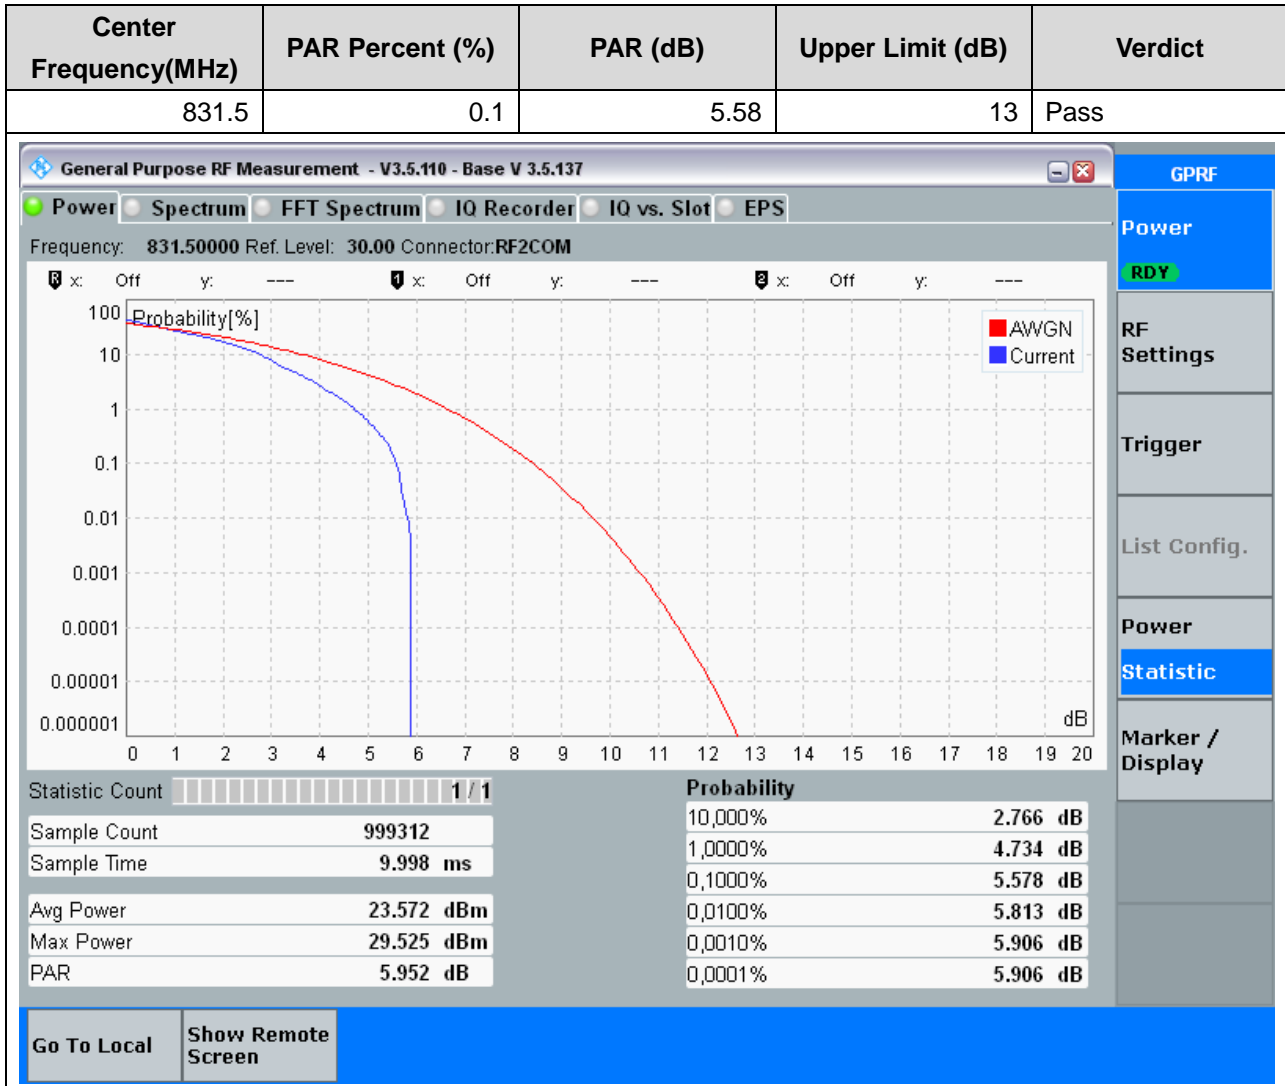 Center Frequency(MHz) PAR Percent (%) PAR (dB) Upper Limit (dB) Verdict
831.5 0.1 5.58 13 Pass
General Purpose RF Measurement - V3.5.110 - Base V 3.5.137
GPRF
Power Spectrum FFT Spectrum IQ Recorder IQ vs. Slot EPS
Frequency: 831.50000 Ref. Level: 30.00 Connector:RF2COM
R x: Off y: --- 1 x: Off y: --- 2 x: Off y: ---
Probability[%]
100
10
1
0.1
0.01
0.001
0.0001
0.00001
0.000001
AWGN
Current
dB
0 1 2 3 4 5 6 7 8 9 10 11 12 13 14 15 16 17 18 19 20
Statistic Count 1 / 1
Sample Count 999312
Sample Time 9.998 ms
Avg Power 23.572 dBm
Max Power 29.525 dBm
PAR 5.952 dB
Probability
10,000% 2.766 dB
1,0000% 4.734 dB
0,1000% 5.578 dB
0,0100% 5.813 dB
0,0010% 5.906 dB
0,0001% 5.906 dB
Power
RDY
RF
Settings
Trigger
List Config.
Power
Statistic
Marker /
Display
Go To Local
Show Remote
Screen